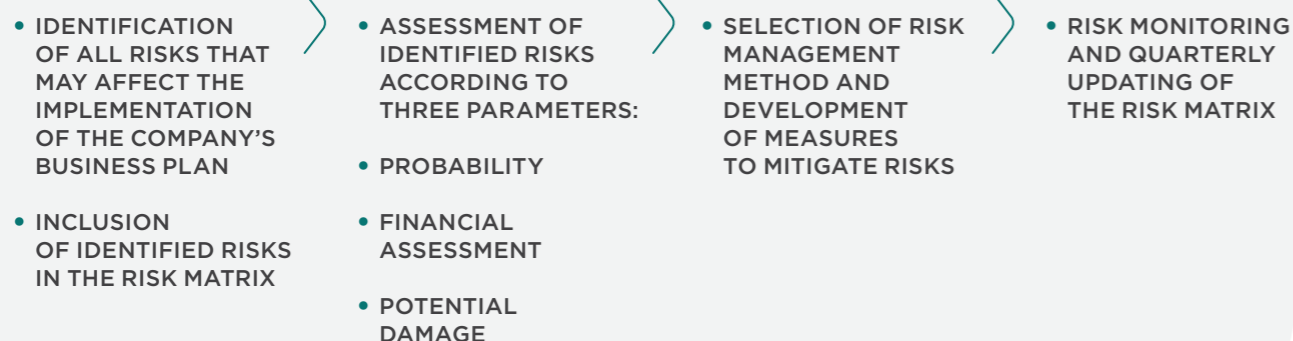 • IDENTIFICATION
OF ALL RISKS THAT
MAY AFFECT THE
IMPLEMENTATION
OF THE COMPANY’S
BUSINESS PLAN
• INCLUSION
OF IDENTIFIED RISKS
IN THE RISK MATRIX
• ASSESSMENT OF
IDENTIFIED RISKS
ACCORDING TO
THREE PARAMETERS:
• PROBABILITY
• FINANCIAL
ASSESSMENT
• POTENTIAL
DAMAGE
• SELECTION OF RISK
MANAGEMENT
METHOD AND
DEVELOPMENT
OF MEASURES
TO MITIGATE RISKS
• RISK MONITORING
AND QUARTERLY
UPDATING OF
THE RISK MATRIX